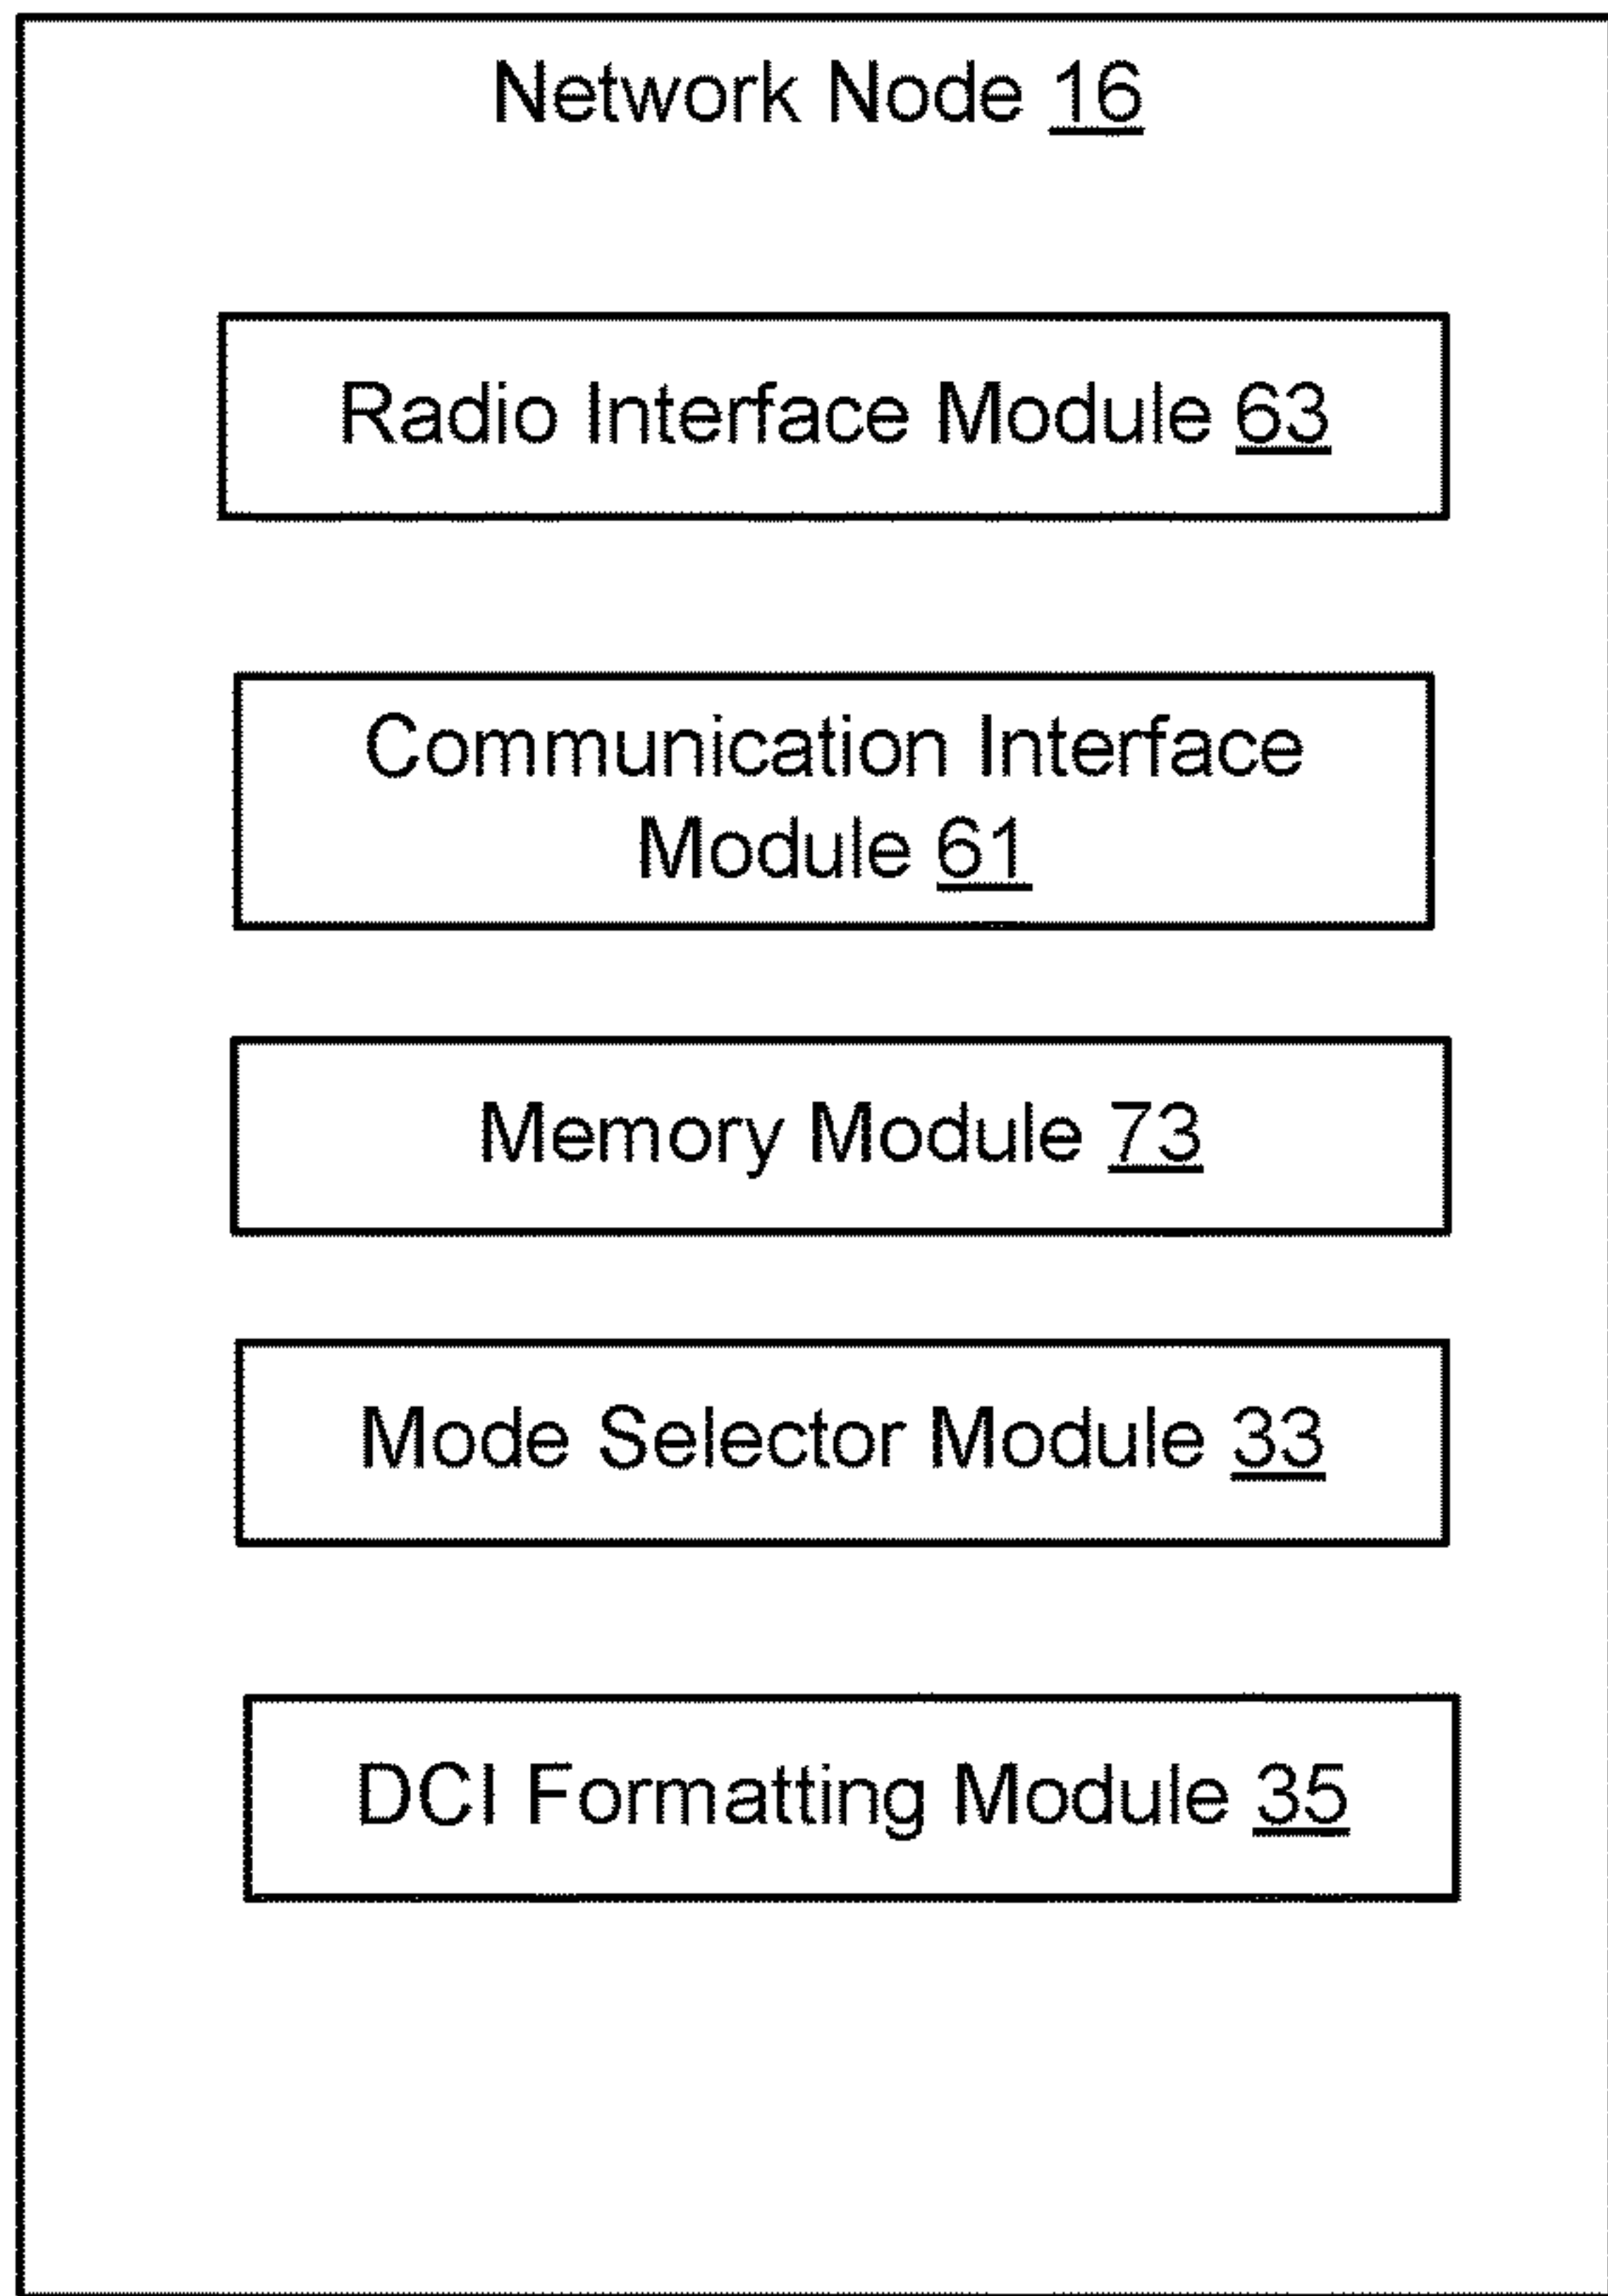 Network Node 16
Radio Interface Module 63
Communication Interface
Module 61
Memory Module 73
Mode Selector Module 33
DCI Formatting Module 35